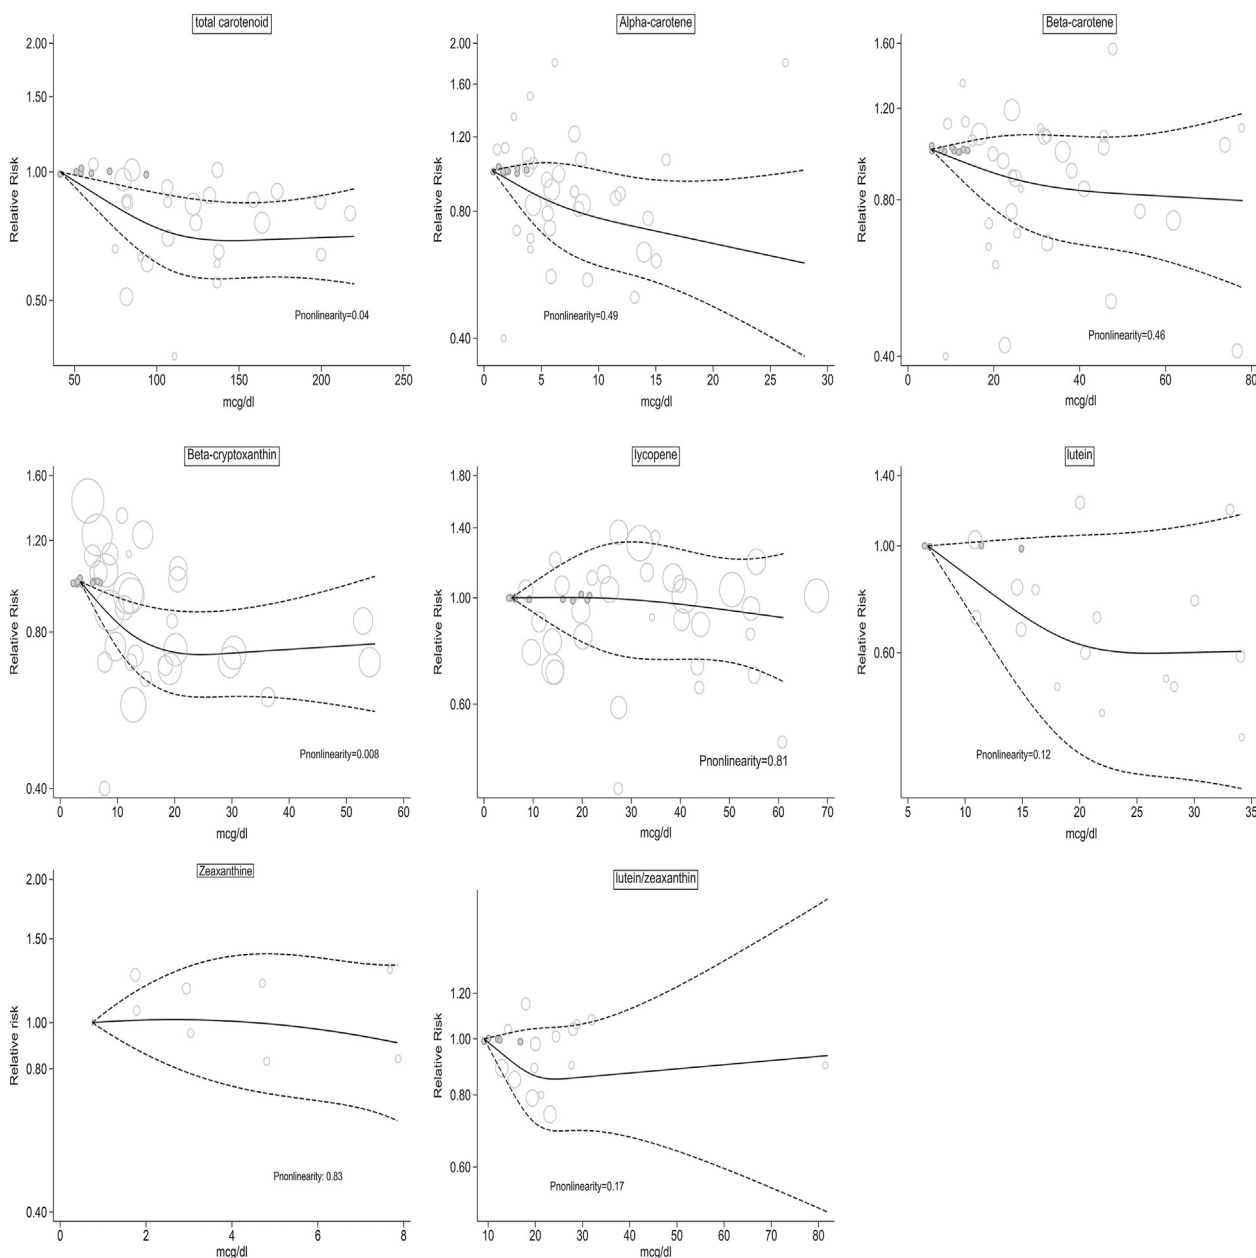 total carotenoid
Relative Risk
2.00
1.50
1.00
0.50
Pnonlinearity=0.04
50 100 150 200 250
mcg/dl
Alpha-carotene
Relative Risk
2.00
1.60
1.20
0.80
0.40
Pnonlinearity=0.49
0 5 10 15 20 25 30
mcg/dl
Beta-carotene
Relative Risk
1.60
1.20
0.80
0.40
Pnonlinearity=0.46
0 20 40 60 80
mcg/dl
Beta-cryptoxanthin
Relative Risk
1.60
1.20
0.80
0.40
Pnonlinearity=0.008
0 10 20 30 40 50 60
mcg/dl
lycopene
Relative Risk
1.80
1.40
1.00
0.60
Pnonlinearity=0.81
0 10 20 30 40 50 60 70
mcg/dl
lutein
Relative Risk
1.40
1.00
0.60
Pnonlinearity=0.12
5 10 15 20 25 30 35
mcg/dl
Zeaxanthine
Relative risk
2.00
1.50
1.00
0.80
0.40
Pnonlinearity: 0.83
0 2 4 6 8
mcg/dl
lutein/zeaxanthin
Relative Risk
1.20
1.00
0.80
0.60
Pnonlinearity=0.17
10 20 30 40 50 60 70 80
mcg/dl